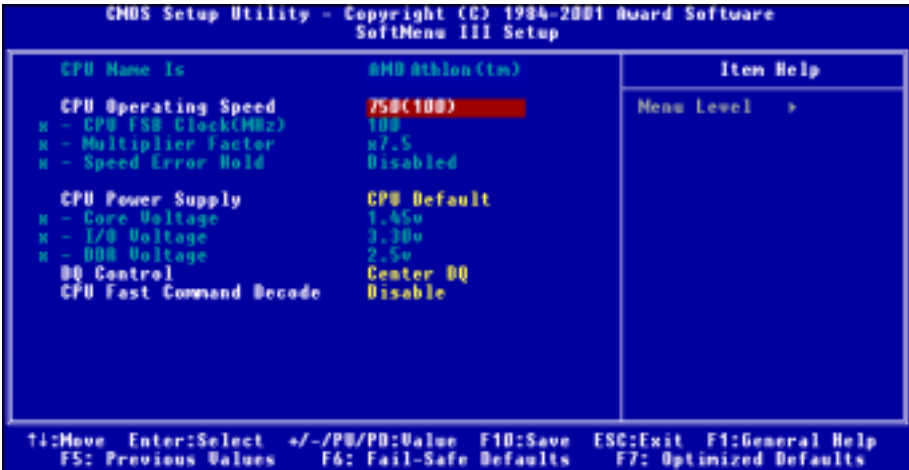 CMOS Setup Utility - Copyright (C) 1984-2001 Award Software
SoftMenu III Setup
CPU Name Is AMD Athlon(tm)
Item Help
CPU Operating Speed 750(100)
Menu Level ▸
x - CPU FSB Clock(MHz) 100
x - Multiplier Factor x7.5
x - Speed Error Hold Disabled
CPU Power Supply CPU Default
x - Core Voltage 1.45v
x - I/O Voltage 3.30v
x - DDR Voltage 2.5v
DQ Control Center DQ
CPU Fast Command Decode Disable
↑↓:Move Enter:Select +/-/PU/PD:Value F10:Save ESC:Exit F1:General Help
F5: Previous Values F6: Fail-Safe Defaults F7: Optimized Defaults